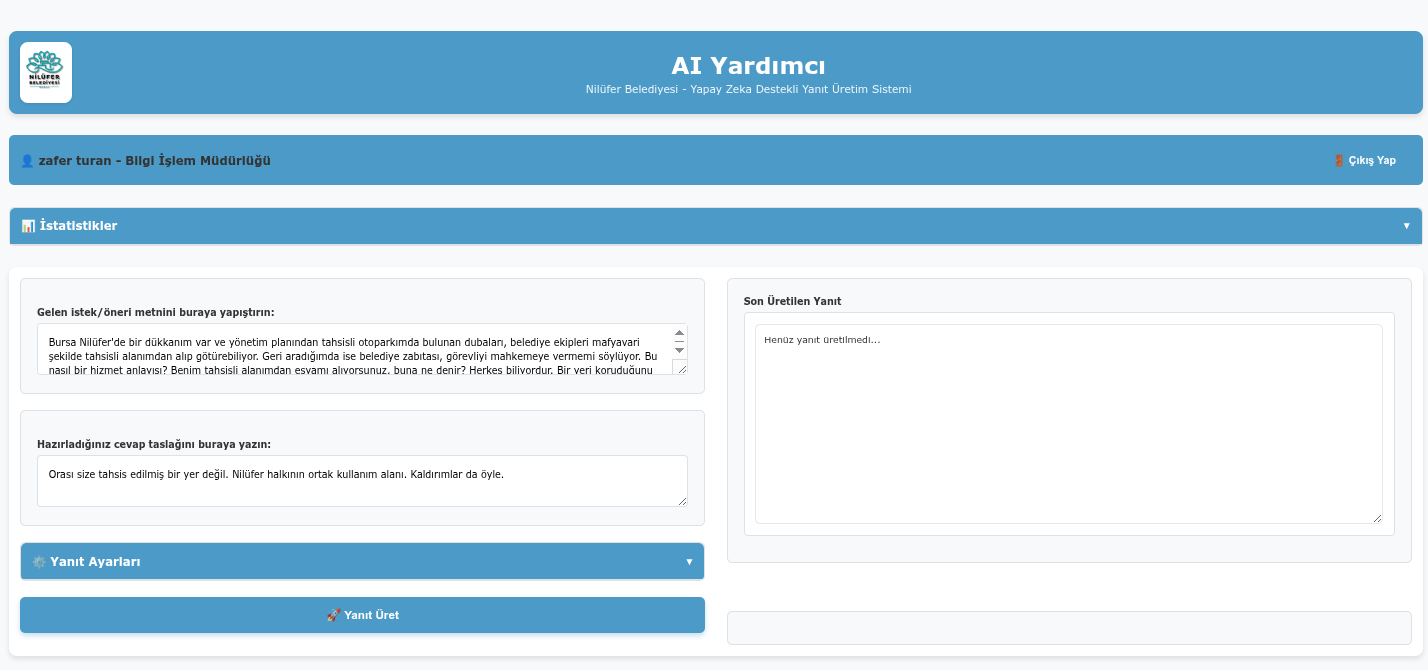 NİLÜFER
BELEDİYESİ
AI Yardımcı
Nilüfer Belediyesi - Yapay Zeka Destekli Yanıt Üretim Sistemi
zafer turan - Bilgi İşlem Müdürlüğü
Çıkış Yap
İstatistikler
Gelen istek/öneri metnini buraya yapıştırın:
Bursa Nilüfer'de bir dükkanım var ve yönetim planından tahsisli otoparkımda bulunan dubaları, belediye ekipleri mafyavari
şekilde tahsisli alanımdan alıp götürebiliyor. Geri aradığımda ise belediye zabıtası, görevliyi mahkemeye vermemi söylüyor. Bu
nasıl bir hizmet anlayışı? Benim tahsisli alanımdan eşyamı alıyorsunuz, buna ne denir? Herkes biliyordur. Bir yeri koruduğunu
Hazırladığınız cevap taslağını buraya yazın:
Orası size tahsis edilmiş bir yer değil. Nilüfer halkının ortak kullanım alanı. Kaldırımlar da öyle.
Yanıt Ayarları
Yanıt Üret
Son Üretilen Yanıt
Henüz yanıt üretilmedi...